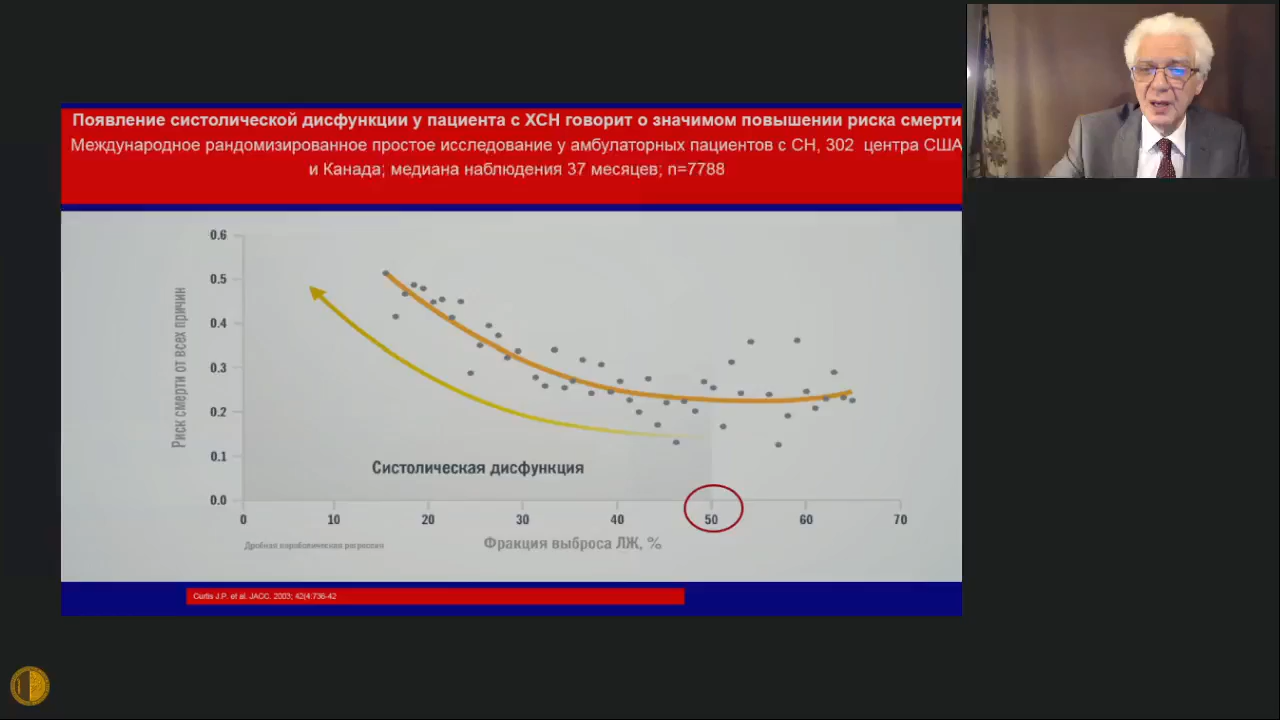 Появление систолической дисфункции у пациента с ХСН говорит о значимом повышении риска смерти
Международное рандомизированное простое исследование у амбулаторных пациентов с СН, 302 центра США
и Канада; медиана наблюдения 37 месяцев; n=7788
0.6
0.5
0.4
0.3
0.2
0.1
0.0
Риск смерти от всех причин
Систолическая дисфункция
0
10
20
30
40
50
60
70
Дробная параболическая регрессия
Фракция выброса ЛЖ, %
Curtis J.P. et al. JACC. 2003; 42(4:736-42